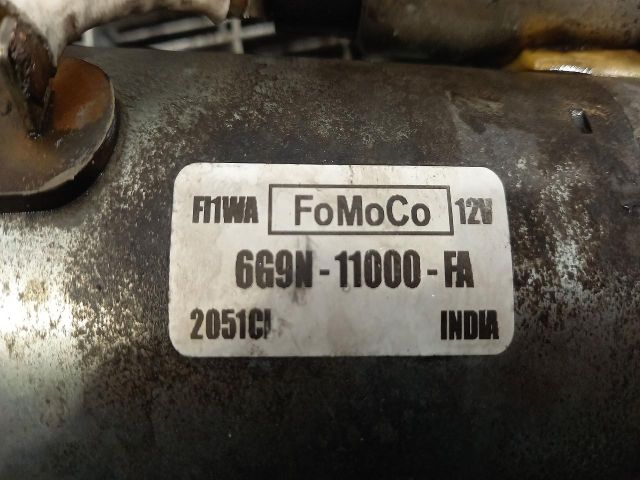 FI1WA FoMoCo 12V
6G9N-11000-FA
2051CI INDIA